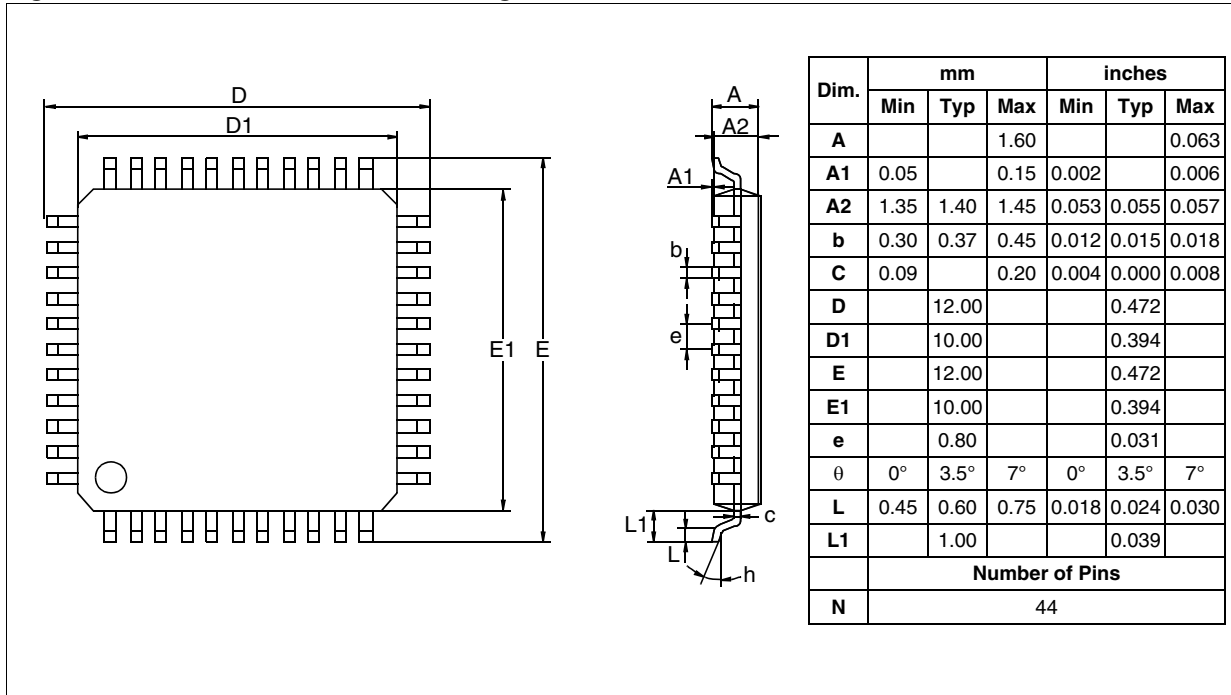 D
D1
E1 E
A
A2
A1
b
e
c
L1
L
h
Dim. mm inches
Min Typ Max Min Typ Max
A 1.60 0.063
A1 0.05 0.15 0.002 0.006
A2 1.35 1.40 1.45 0.053 0.055 0.057
b 0.30 0.37 0.45 0.012 0.015 0.018
C 0.09 0.20 0.004 0.000 0.008
D 12.00 0.472
D1 10.00 0.394
E 12.00 0.472
E1 10.00 0.394
e 0.80 0.031
θ 0° 3.5° 7° 0° 3.5° 7°
L 0.45 0.60 0.75 0.018 0.024 0.030
L1 1.00 0.039
Number of Pins
N 44